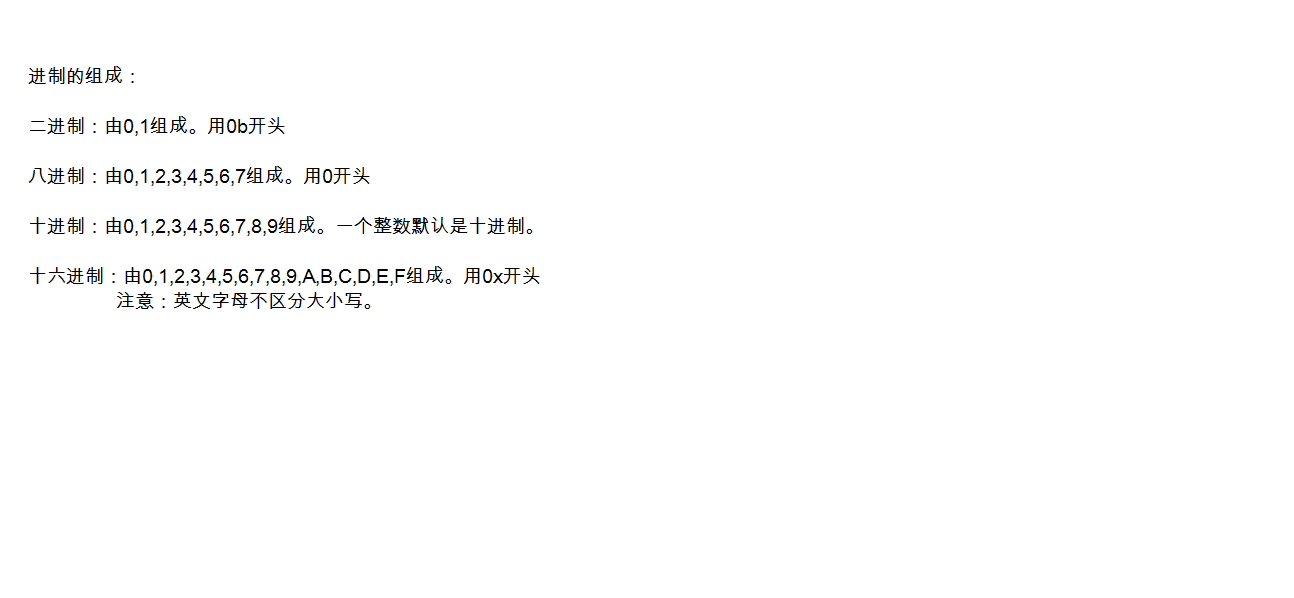 进制的组成：
二进制：由0,1组成。用0b开头
八进制：由0,1,2,3,4,5,6,7组成。用0开头
十进制：由0,1,2,3,4,5,6,7,8,9组成。一个整数默认是十进制。
十六进制：由0,1,2,3,4,5,6,7,8,9,A,B,C,D,E,F组成。用0x开头
注意：英文字母不区分大小写。